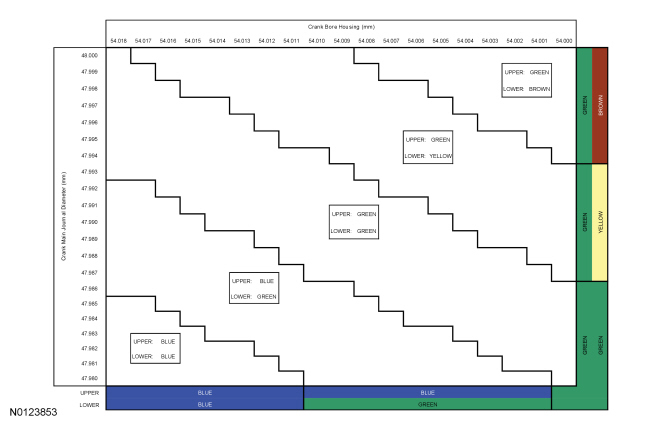 Crank Bore Housing (mm)
54.018 54.017 54.016 54.015 54.014 54.013 54.012 54.011 54.010 54.009 54.008 54.007 54.006 54.005 54.004 54.003 54.002 54.001 54.000
Crank Main Journal Diameter (mm)
48.000
47.999
47.998
47.997
47.996
47.995
47.994
47.993
47.992
47.991
47.990
47.989
47.988
47.987
47.986
47.985
47.984
47.983
47.982
47.981
47.980
UPPER: GREEN
LOWER: BROWN
UPPER: GREEN
LOWER: YELLOW
UPPER: GREEN
LOWER: GREEN
UPPER: BLUE
LOWER: GREEN
UPPER: BLUE
LOWER: BLUE
GREEN
BROWN
GREEN
YELLOW
GREEN
GREEN
UPPER BLUE BLUE
LOWER BLUE GREEN
N0123853